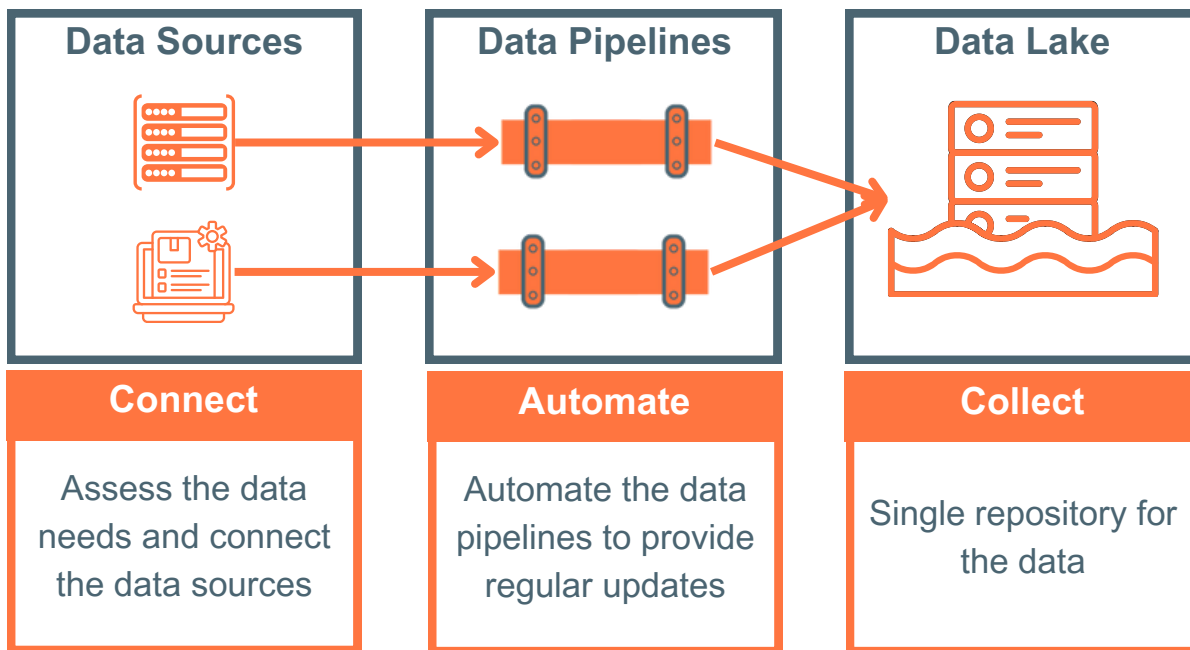 Data Sources
Data Pipelines
Data Lake
Connect
Automate
Collect
Assess the data
needs and connect
the data sources
Automate the data
pipelines to provide
regular updates
Single repository for
the data